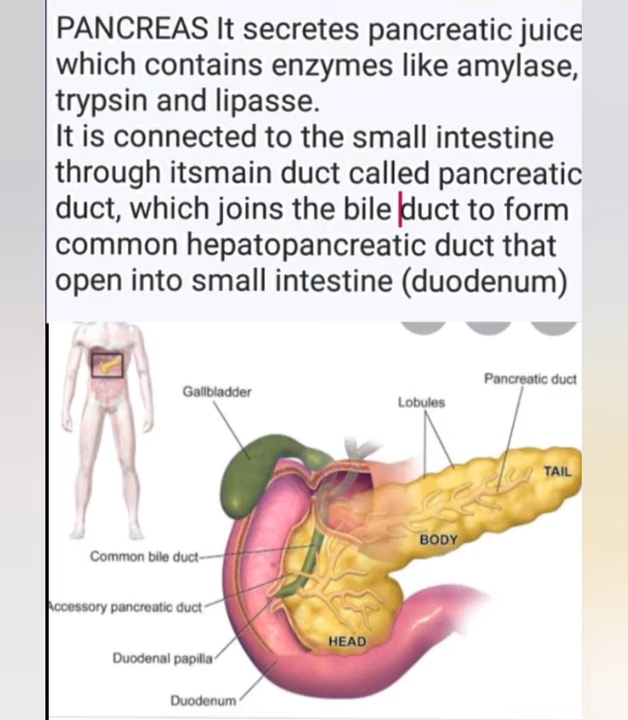 PANCREAS It secretes pancreatic juice
which contains enzymes like amylase,
trypsin and lipasse.
It is connected to the small intestine
through itsmain duct called pancreatic
duct, which joins the bile duct to form
common hepatopancreatic duct that
open into small intestine (duodenum)
Pancreatic duct
Gallbladder
Lobules
TAIL
BODY
Common bile duct
Accessory pancreatic duct
HEAD
Duodenal papilla
Duodenum